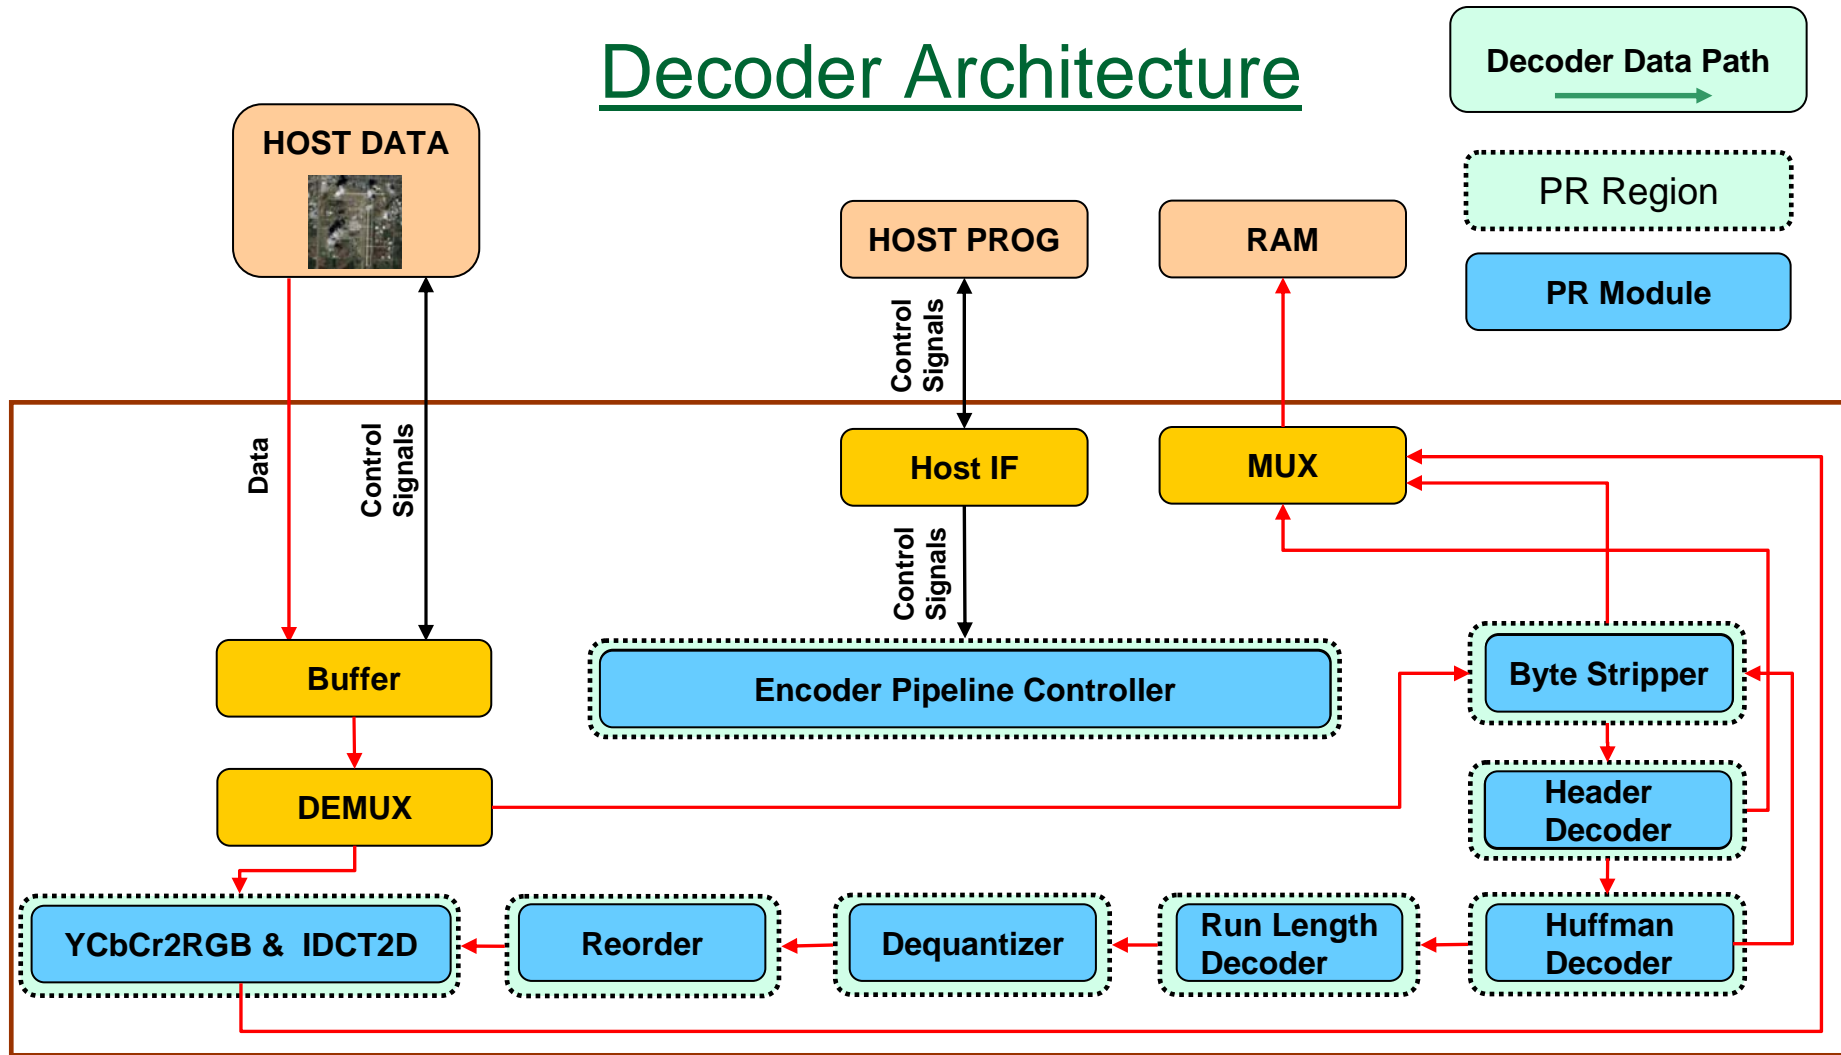 Decoder Architecture
Decoder Data Path
PR Region
PR Module
HOST DATA
HOST PROG
RAM
Control
Signals
Data
Control
Signals
Host IF
MUX
Control
Signals
Buffer
Encoder Pipeline Controller
Byte Stripper
DEMUX
Header
Decoder
YCbCr2RGB & IDCT2D
Reorder
Dequantizer
Run Length
Decoder
Huffman
Decoder